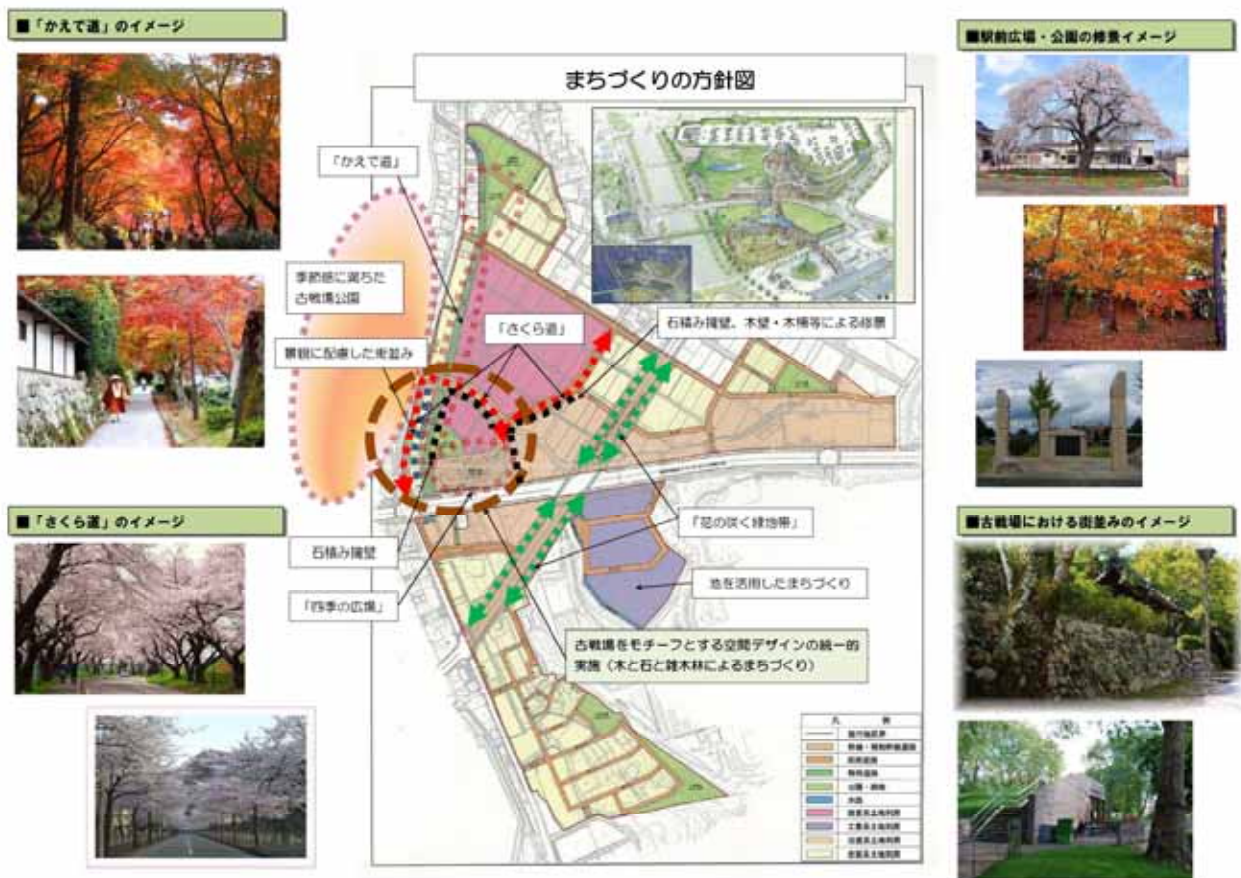 ■「かえで道」のイメージ
■駅前広場・公園の修景イメージ
まちづくりの方針図
「かえで道」
季節感に満ちた
古戦場公園
「さくら道」
石積み擁壁、木壁・木柵等による修景
景観に配慮した街並み
■「さくら道」のイメージ
■古戦場における街並みのイメージ
石積み擁壁
「花の咲く緑地帯」
池を活用したまちづくり
「四季の広場」
古戦場をモチーフとする空間デザインの統一的
実施（木と石と雑木林によるまちづくり）
凡 例
公園・緑地
水路